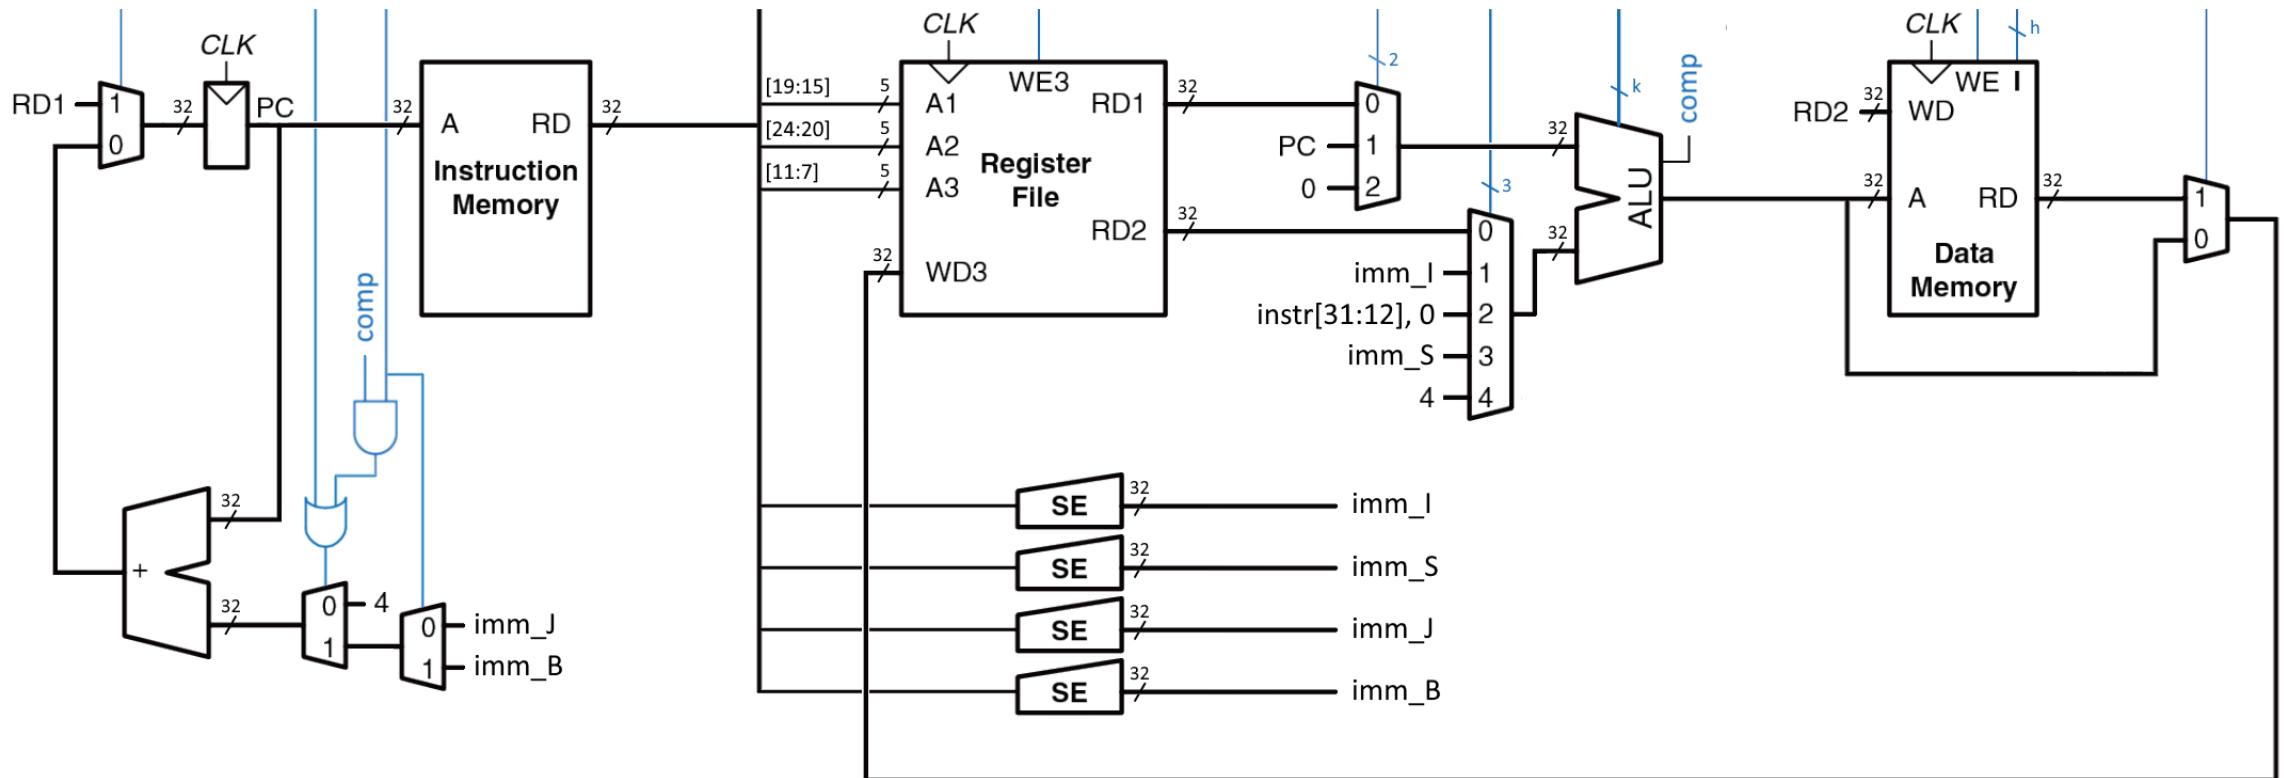 CLK
CLK
CLK
2
h
RD1
1
0
32
PC
32
A
RD
Instruction
Memory
32
[19:15]
5
A1
[24:20]
5
A2
[11:7]
5
A3
WE3
RD1
32
Register
File
RD2
32
32
WD3
0
PC
1
0
2
3
0
imm_I
1
instr[31:12], 0
2
imm_S
3
4
4
k
comp
32
32
ALU
WE
I
RD2
32
WD
32
A
RD
32
Data
Memory
1
0
comp
32
+
32
0
4
1
0
imm_J
1
imm_B
SE
32
imm_I
SE
32
imm_S
SE
32
imm_J
SE
32
imm_B